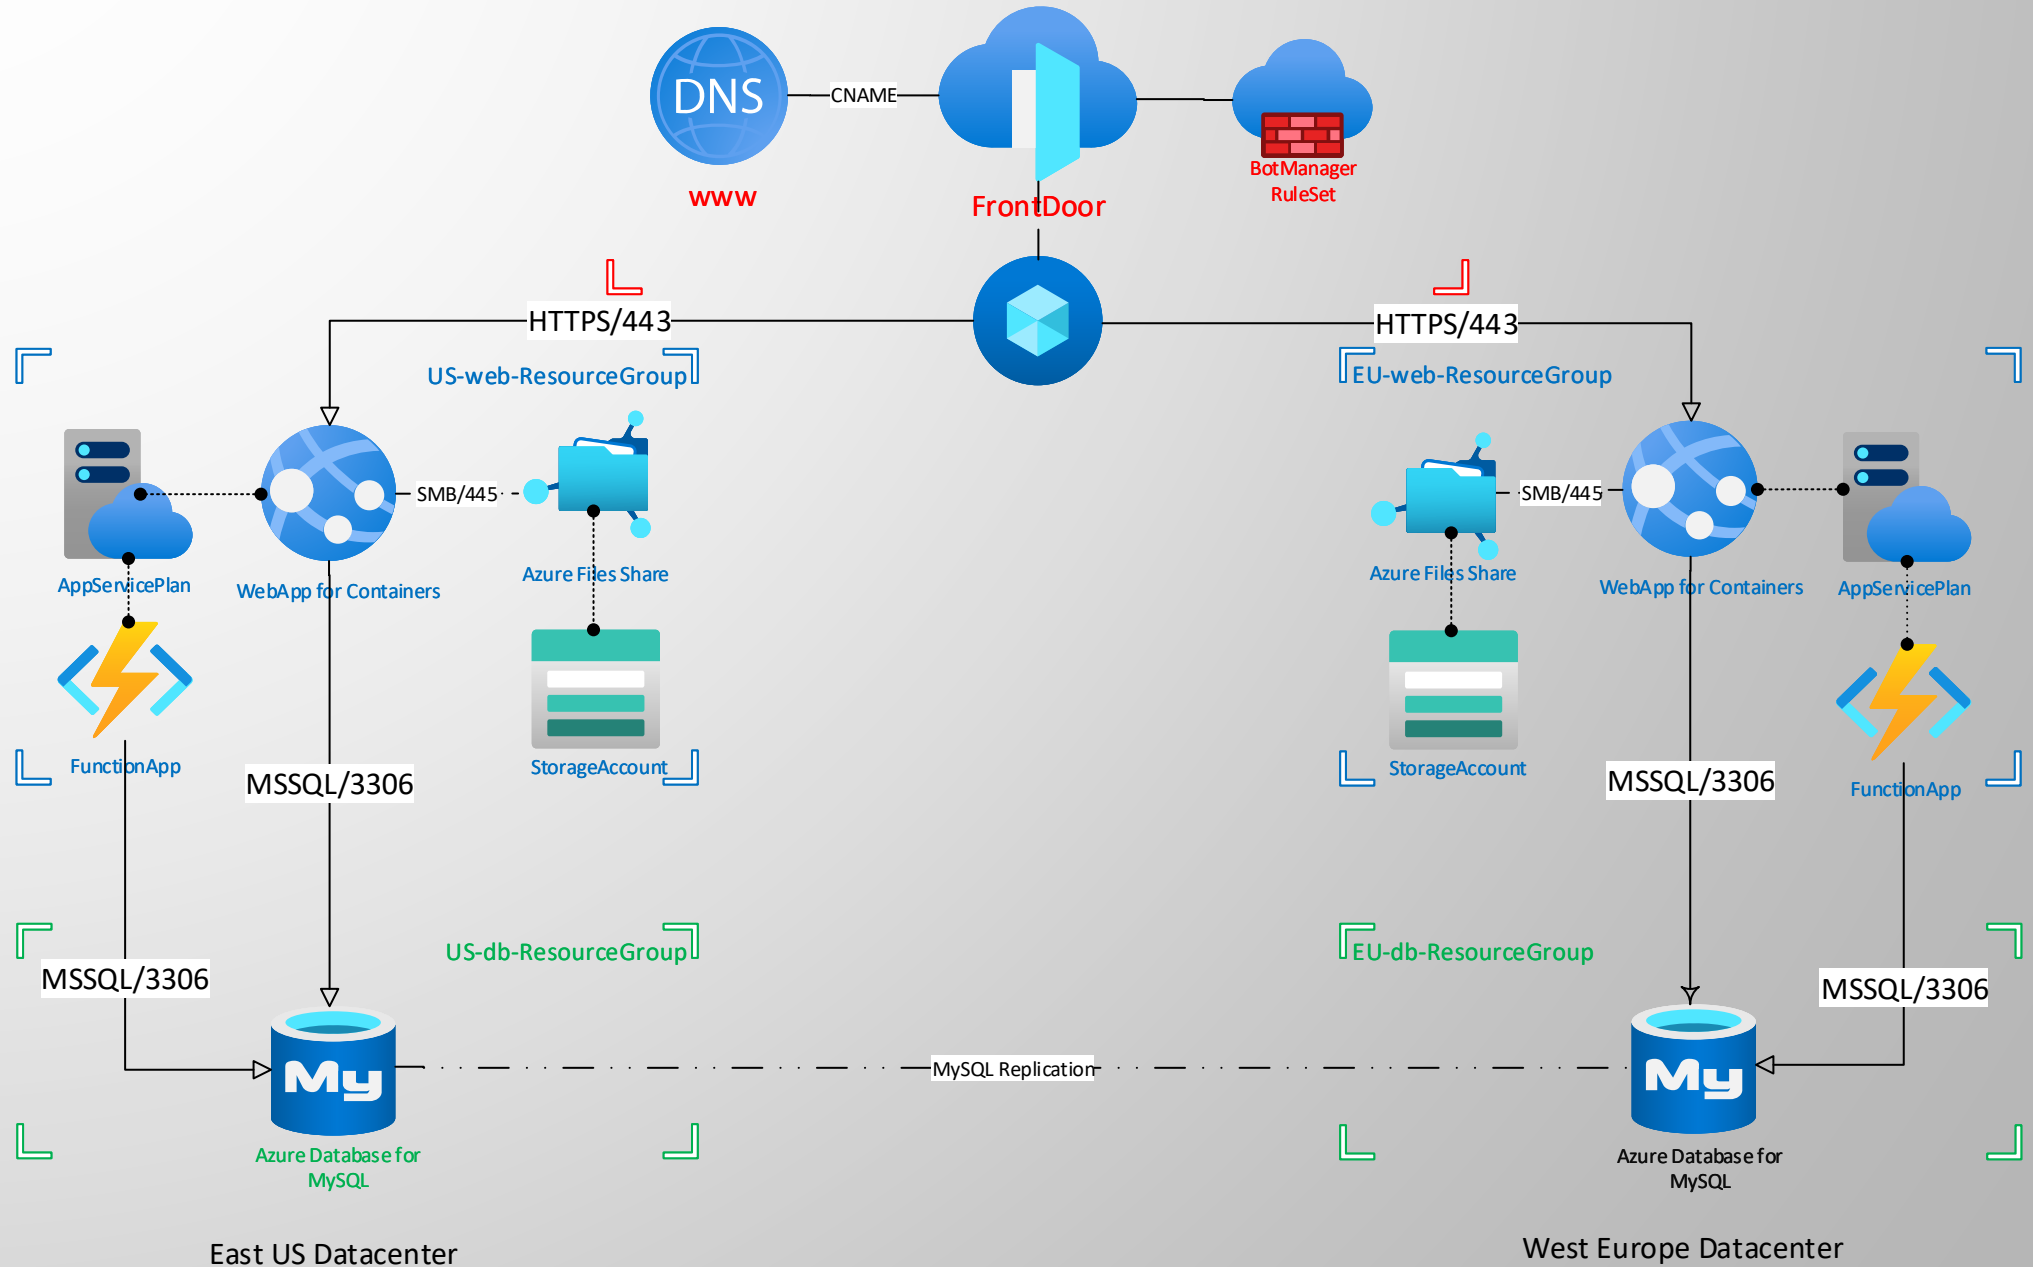 DNS
CNAME
www
FrontDoor
BotManager
RuleSet
HTTPS/443
HTTPS/443
US-web-ResourceGroup
EU-web-ResourceGroup
SMB/445
SMB/445
AppServicePlan
WebApp for Containers
Azure Files Share
Azure Files Share
WebApp for Containers
AppServicePlan
FunctionApp
MSSQL/3306
StorageAccount
StorageAccount
MSSQL/3306
FunctionApp
US-db-ResourceGroup
EU-db-ResourceGroup
MSSQL/3306
MSSQL/3306
My
MySQL Replication
My
Azure Database for
MySQL
Azure Database for
MySQL
East US Datacenter
West Europe Datacenter